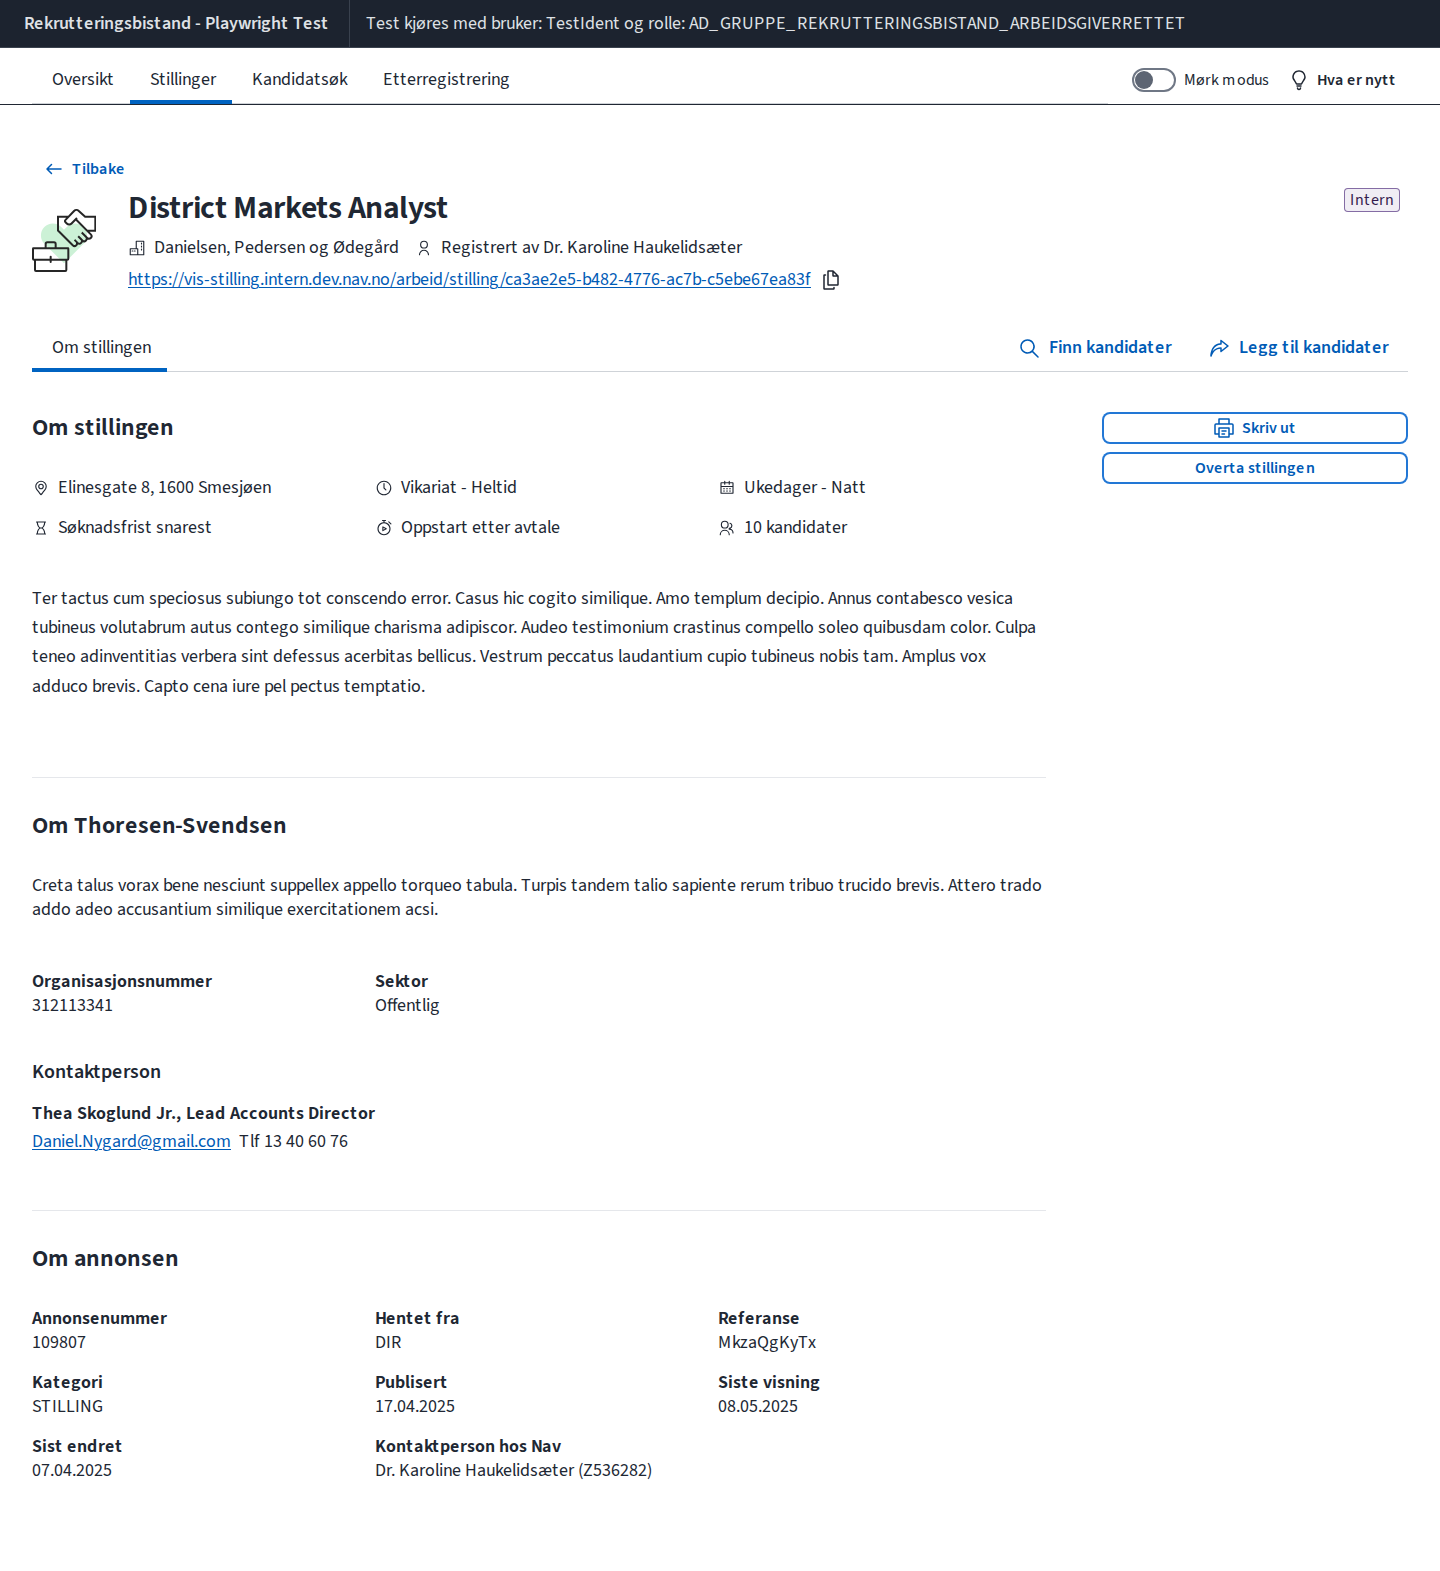 Rekrutteringsbistand - Playwright Test
Test kjøres med bruker: TestIdent og rolle: AD_GRUPPE_REKRUTTERINGSBISTAND_ARBEIDSGIVERRETTET
Oversikt
Stillinger
Kandidatsøk
Etterregistrering
Mørk modus
Hva er nytt
Tilbake
District Markets Analyst
Intern
Danielsen, Pedersen og Ødegård
Registrert av Dr. Karoline Haukelidsæter
https://vis-stilling.intern.dev.nav.no/arbeid/stilling/ca3ae2e5-b482-4776-ac7b-c5ebe67ea83f
Om stillingen
Finn kandidater
Legg til kandidater
Om stillingen
Skriv ut
Overta stillingen
Elinesgate 8, 1600 Smesjøen
Vikariat - Heltid
Ukedager - Natt
Søknadsfrist snarest
Oppstart etter avtale
10 kandidater
Ter tactus cum speciosus subiungo tot conscendo error. Casus hic cogito similique. Amo templum decipio. Annus contabesco vesica
tubineus volutabrum autus contego similique charisma adipiscor. Audeo testimonium crastinus compello soleo quibusdam color. Culpa
teneo adinventitias verbera sint defessus acerbitas bellicus. Vestrum peccatus laudantium cupio tubineus nobis tam. Amplus vox
adduco brevis. Capto cena iure pel pectus temptatio.
Om Thoresen-Svendsen
Creta talus vorax bene nesciunt suppellex appello torqueo tabula. Turpis tandem talio sapiente rerum tribuo trucido brevis. Attero trado
addo adeo accusantium similique exercitationem acsi.
Organisasjonsnummer
312113341
Sektor
Offentlig
Kontaktperson
Thea Skoglund Jr., Lead Accounts Director
Daniel.Nygard@gmail.com Tlf 13 40 60 76
Om annonsen
Annonsenummer
109807
Hentet fra
DIR
Referanse
MkzaQgKyTx
Kategori
STILLING
Publisert
17.04.2025
Siste visning
08.05.2025
Sist endret
07.04.2025
Kontaktperson hos Nav
Dr. Karoline Haukelidsæter (Z536282)